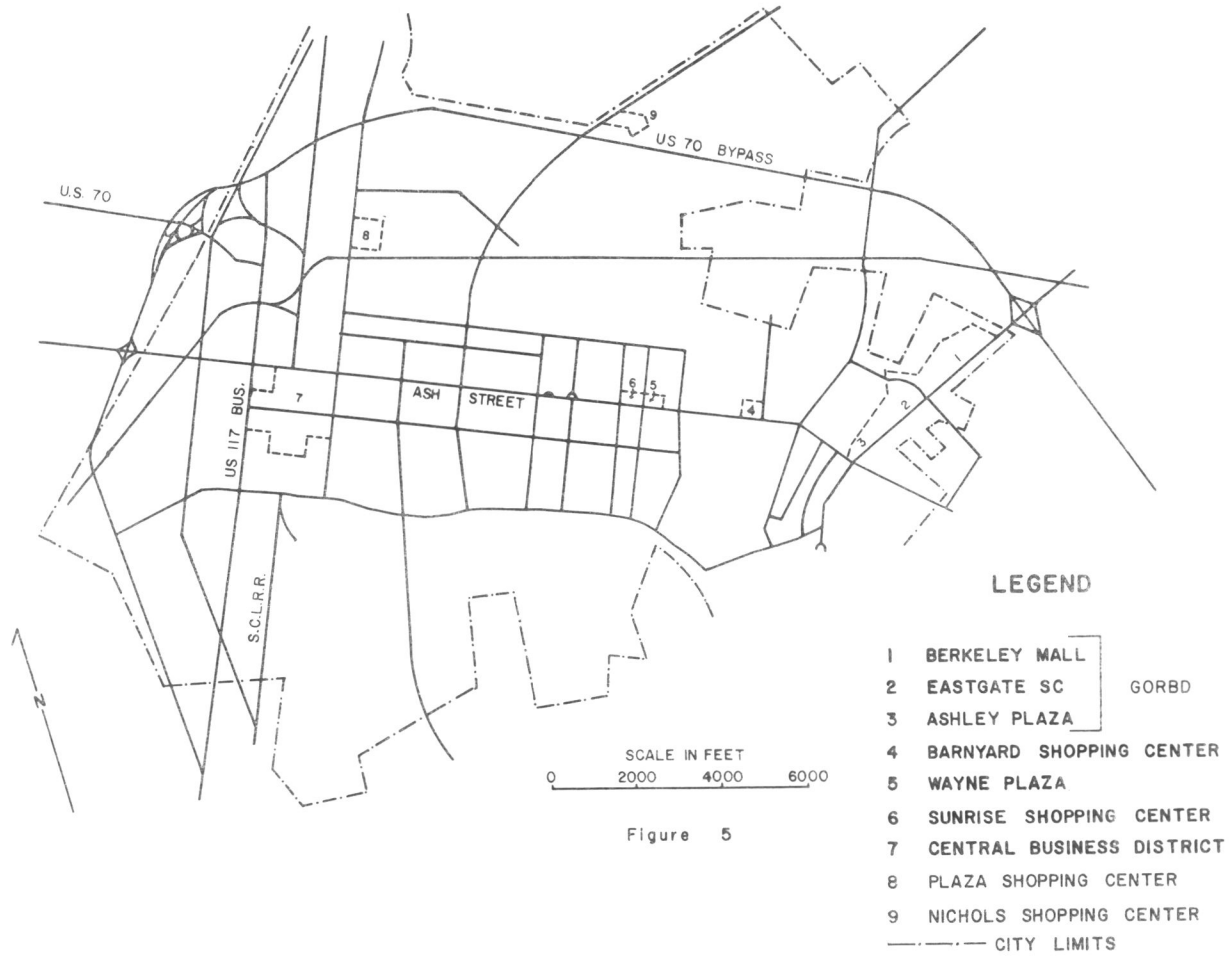 9
US 70 BYPASS
U.S. 70
8
6
5
ASH STREET
7
4
1
2
3
US 117 BUS.
S.C.L.R.R.
N
SCALE IN FEET
0 2000 4000 6000
Figure 5
LEGEND
1 BERKELEY MALL
2 EASTGATE SC GORBD
3 ASHLEY PLAZA
4 BARNYARD SHOPPING CENTER
5 WAYNE PLAZA
6 SUNRISE SHOPPING CENTER
7 CENTRAL BUSINESS DISTRICT
8 PLAZA SHOPPING CENTER
9 NICHOLS SHOPPING CENTER
CITY LIMITS